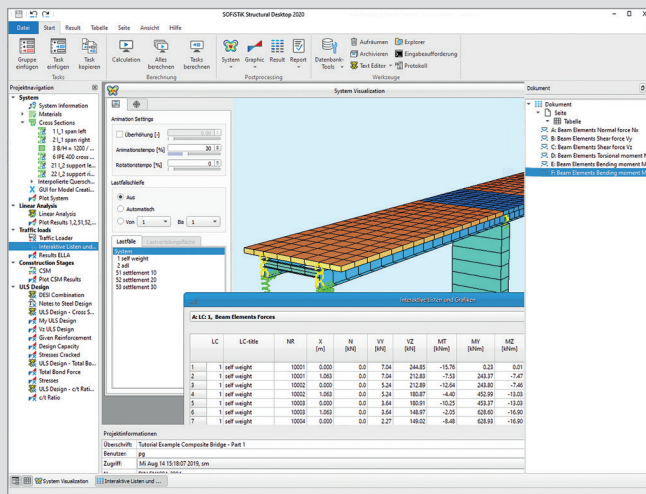 SOFiSTiK Structural Desktop 2020
Datei Start Result Tabelle Seite Ansicht Hilfe
Gruppe einfügen
Task einfügen
Task kopieren
Tasks
Calculation
Alles berechnen
Tasks berechnen
Berechnung
System
Graphic
Result
Report
Postprocessing
Datenbank-Tools
Aufräumen
Archivieren
Text Editor
Explorer
Eingabeaufforderung
Protokoll
Werkzeuge
Projektnavigation
System
System Information
Materials
Cross Sections
1 I_1 span left
2 I_1 span right
3 B/H = 1200 / ...
6 IPE 400 cross ...
21 I_2 support le...
22 I_2 support ri...
Interpolierte Quersch...
GUI for Model Creati...
Plot System
Linear Analysis
Linear Analysis
Plot Results 1,2,51,52,...
Traffic loads
Traffic Loader
Interaktive Listen und...
Results ELLA
Construction Stages
CSM
Plot CSM Results
ULS Design
DESI Combination
Notes to Steel Design
ULS Design - Cross S...
My ULS Design
Vz ULS Design
Given Reinforcement
Design Capacity
Stresses Cracked
ULS Design - Total Bo...
Total Bond Force
Stresses
ULS Design - c/t Rati...
c/t Ratio
System Visualization
Animation Settings
Überhöhung [-] 0.00
Animationstempo [%] 30
Rotationstempo [%] 0
Lastfallschleife
Aus
Automatisch
Von 1 Bis 1
Lastfälle
System
1 self weight
2 adl
51 settlement 10
52 settlement 20
53 settlement 30
Dokument
Dokument
Seite
Tabelle
A: Beam Elements Normal force Nx
B: Beam Elements Shear force Vy
C: Beam Elements Shear force Vz
D: Beam Elements Torsional moment M
E: Beam Elements Bending moment M
F: Beam Elements Bending moment M
Interaktive Listen und Grafiken
A: LC: 1, Beam Elements Forces
LC LC-title NR X [m] N [kN] VY [kN] VZ [kN] MT [kNm] MY [kNm] MZ [kNm]
1 1 self weight 10001 0.000 0.0 7.04 244.85 -15.76 0.23 0.01
2 1 self weight 10001 1.063 0.0 7.04 212.83 -7.53 243.37 -7.47
3 1 self weight 10002 0.000 0.0 5.24 212.89 -12.64 243.80 -7.46
4 1 self weight 10002 1.063 0.0 5.24 180.87 -4.40 452.99 -13.03
5 1 self weight 10003 0.000 0.0 3.64 180.91 -10.25 453.37 -13.03
6 1 self weight 10003 1.063 0.0 3.64 148.97 -2.05 628.60 -16.90
7 1 self weight 10004 0.000 0.0 2.27 149.02 -8.48 628.93 -16.90
Projektinformationen
Überschrift: Tutorial Example Composite Bridge - Part 1
Benutzer: pg
Zugriff: Mi Aug 14 15:18:07 2019, sm
System Visualization
Interaktive Listen und ...